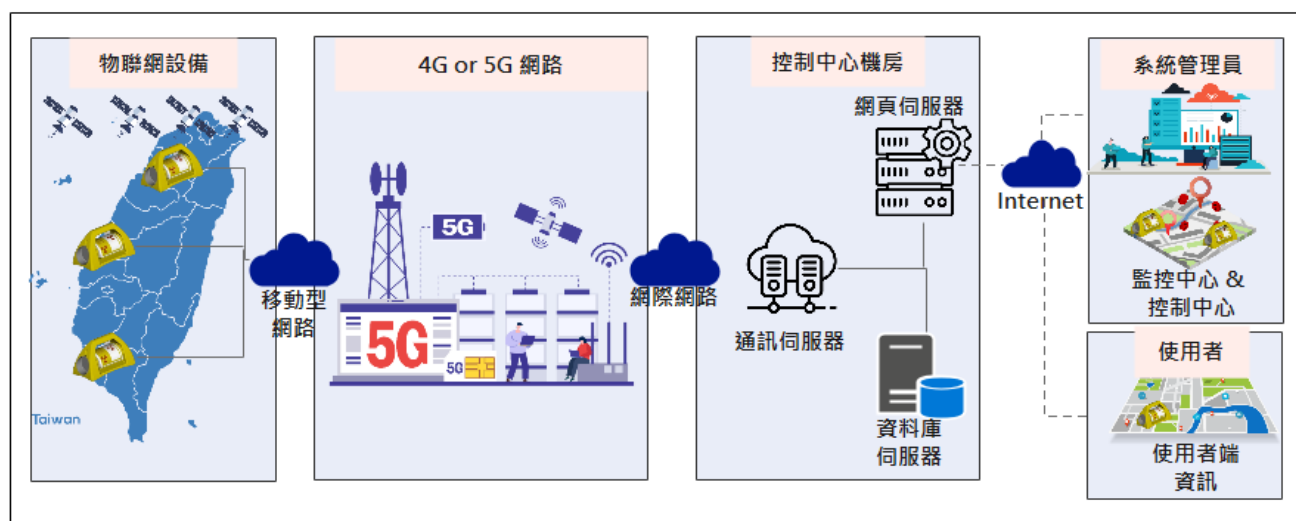 物聯網設備
Taiwan
移動型
網路
4G or 5G 網路
5G
5G
5G
網際網路
控制中心機房
網頁伺服器
通訊伺服器
資料庫
伺服器
Internet
系統管理員
監控中心 &
控制中心
使用者
使用者端
資訊